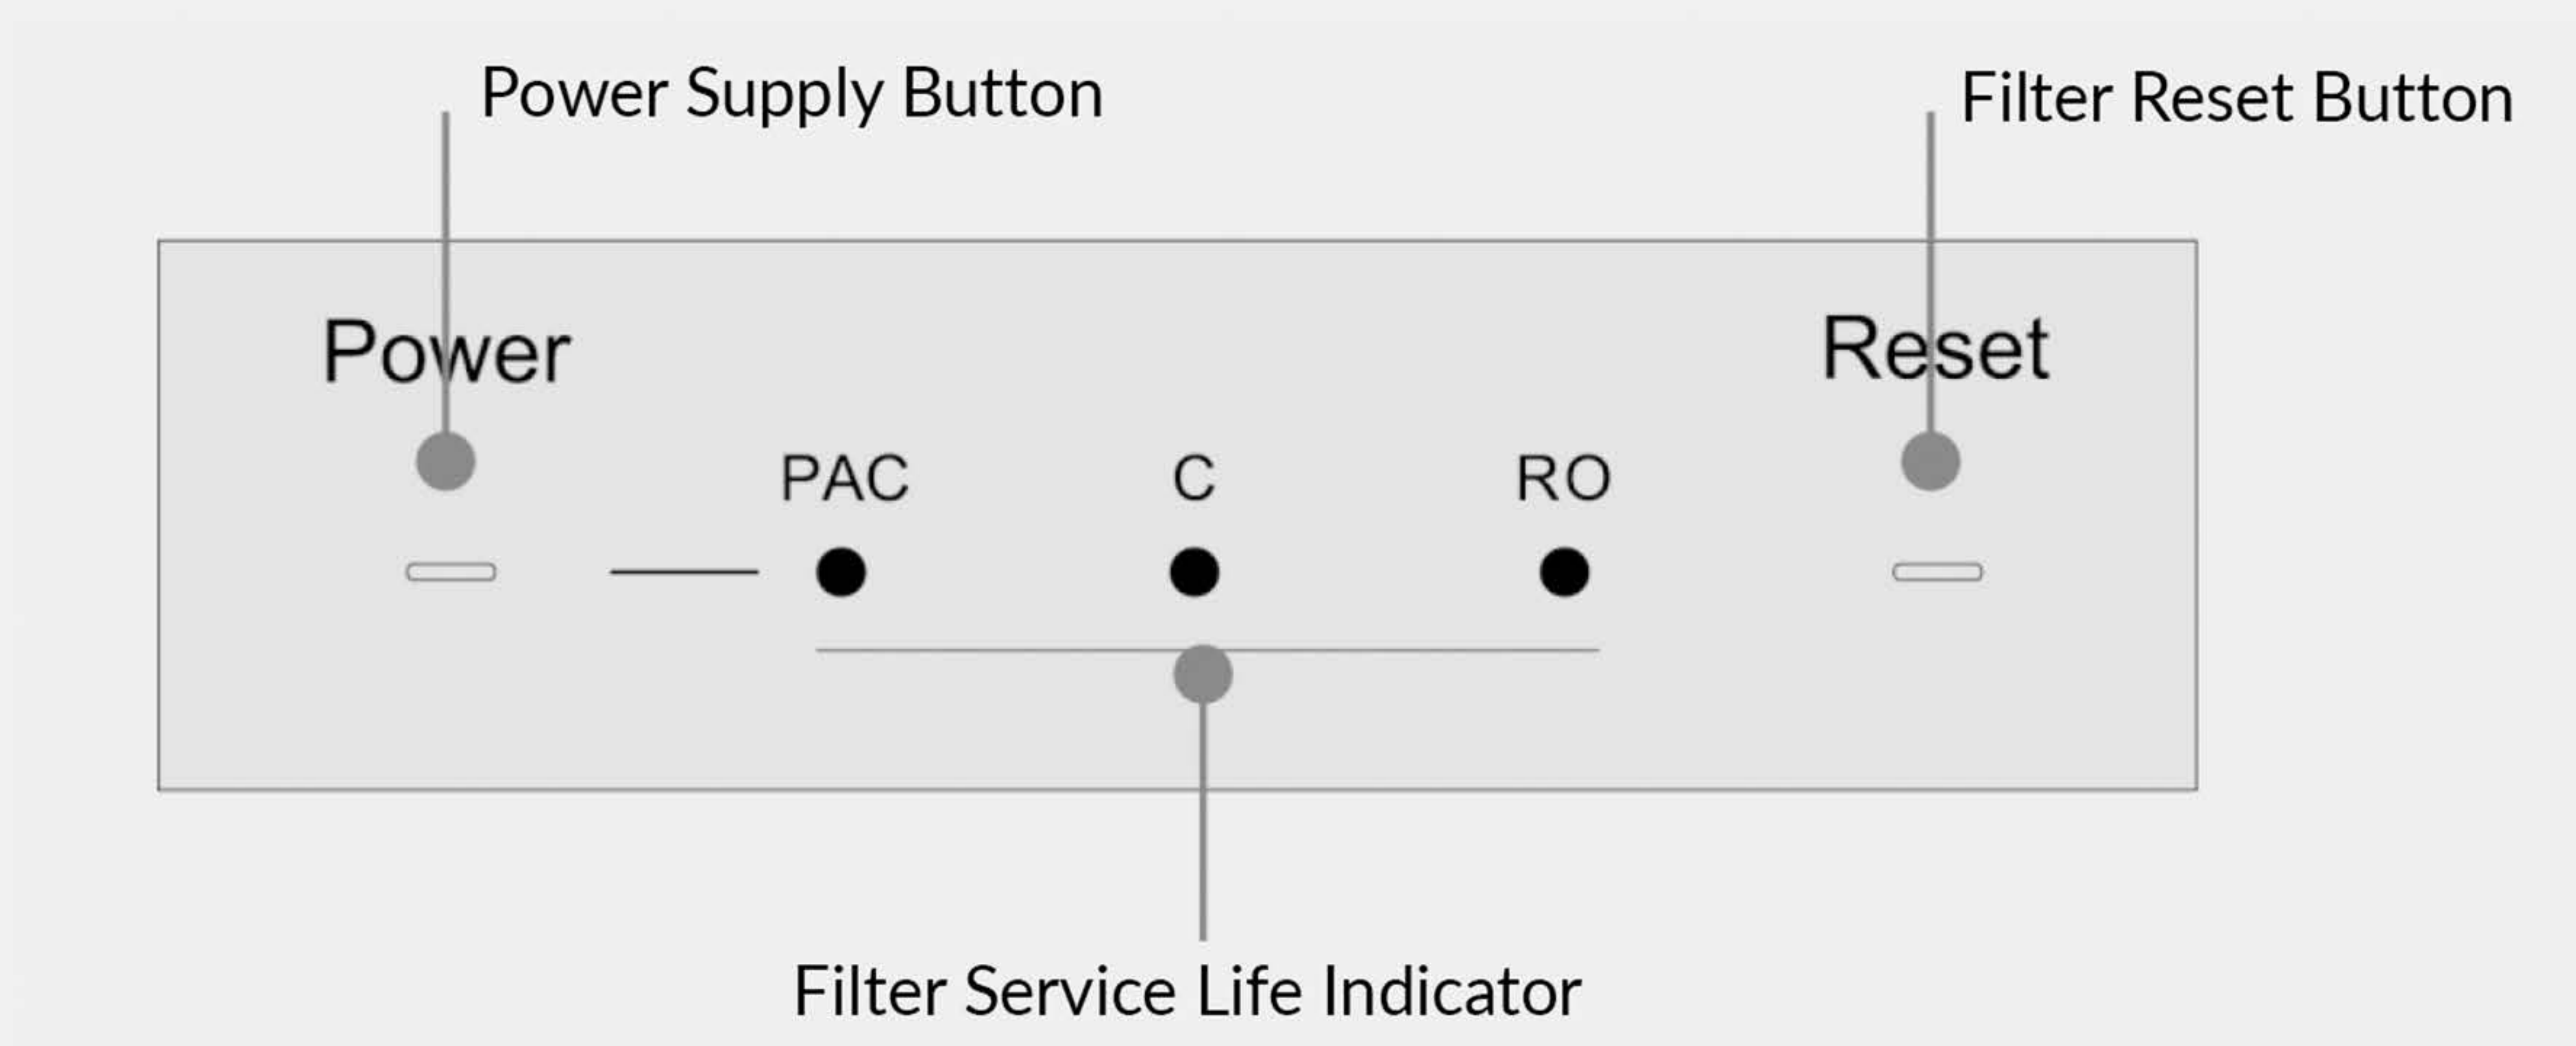 Power Supply Button
Filter Reset Button
Power
Reset
PAC
C
RO
Filter Service Life Indicator